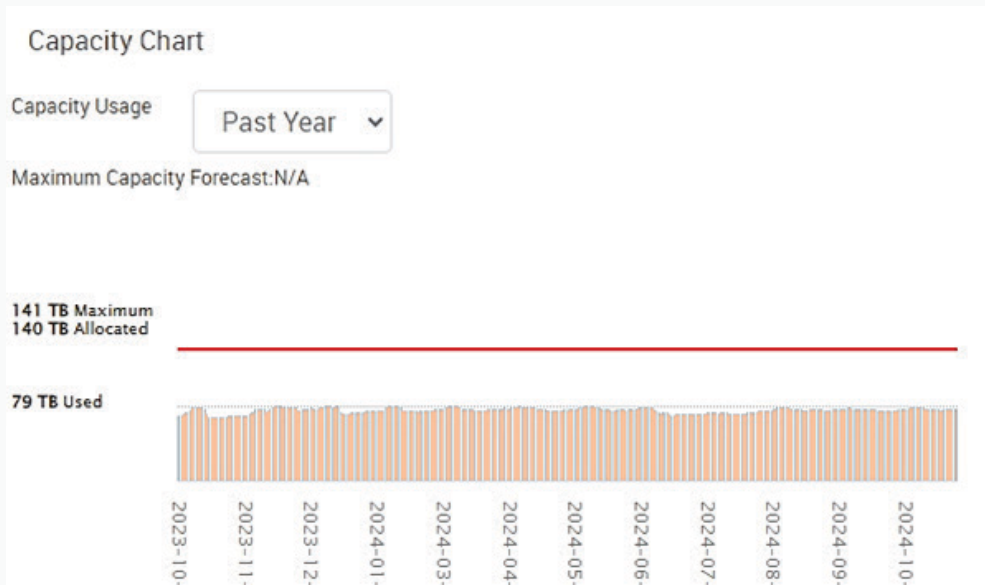 Capacity Chart
Capacity Usage
Past Year
Maximum Capacity Forecast:N/A
141 TB Maximum
140 TB Allocated
79 TB Used
2023-10-
2023-11-
2023-12-
2024-01-
2024-03-
2024-04-
2024-05-
2024-06-
2024-07-
2024-08-
2024-09-
2024-10-